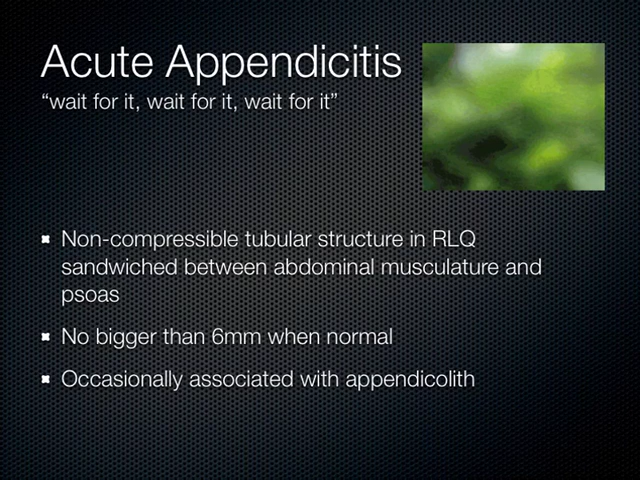 Acute Appendicitis
“wait for it, wait for it, wait for it”
Non-compressible tubular structure in RLQ
sandwiched between abdominal musculature and
psoas
No bigger than 6mm when normal
Occasionally associated with appendicolith